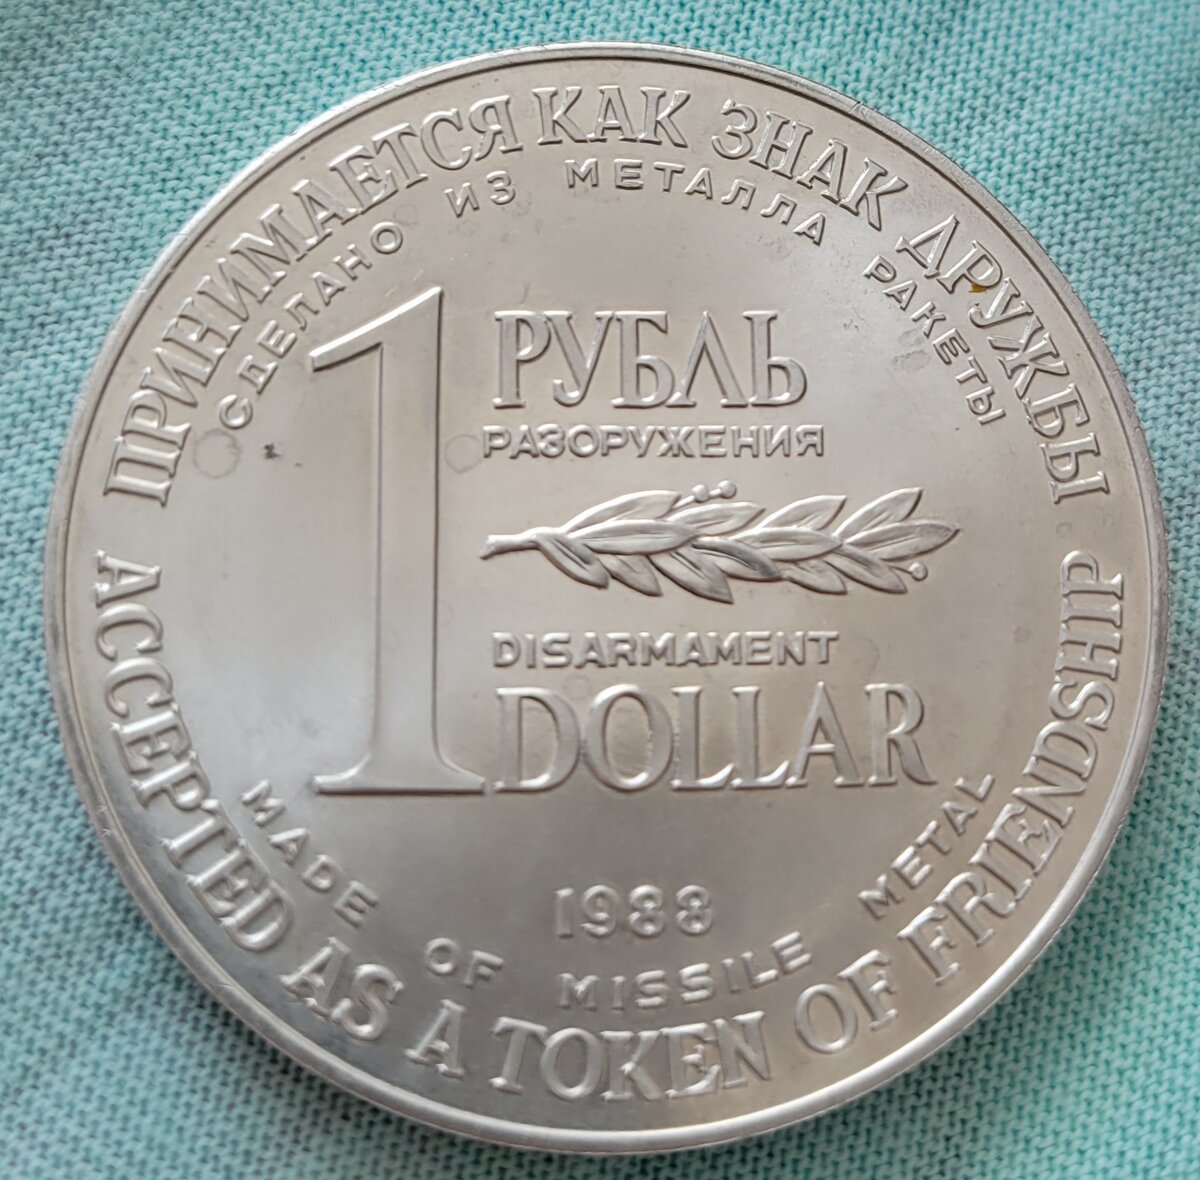 ПРИНИМАЕТСЯ КАК ЗНАК ДРУЖБЫ
СДЕЛАНО ИЗ МЕТАЛЛА РАКЕТЫ
1
РУБЛЬ
РАЗОРУЖЕНИЯ
DISARMAMENT
DOLLAR
1988
MADE OF MISSILE METAL
ACCEPTED AS A TOKEN OF FRIENDSHIP